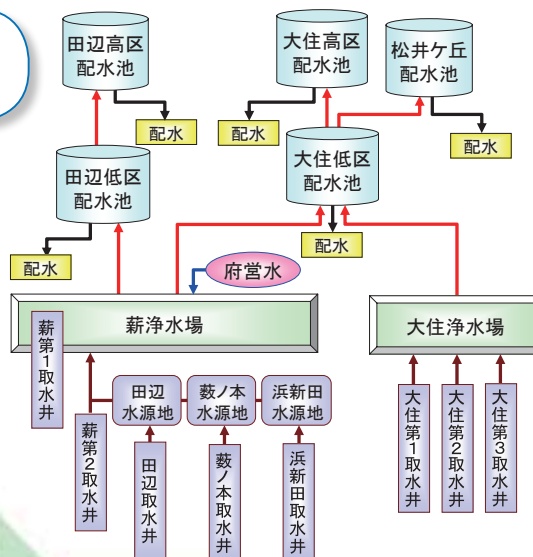 田辺高区
配水池
大住高区
配水池
松井ケ丘
配水池
配水
配水
配水
田辺低区
配水池
大住低区
配水池
配水
配水
府営水
薪浄水場
大住浄水場
薪第1取水井
薪第2取水井
田辺
水源地
薮ノ本
水源地
浜新田
水源地
田辺取水井
薮ノ本取水井
浜新田取水井
大住第1取水井
大住第2取水井
大住第3取水井